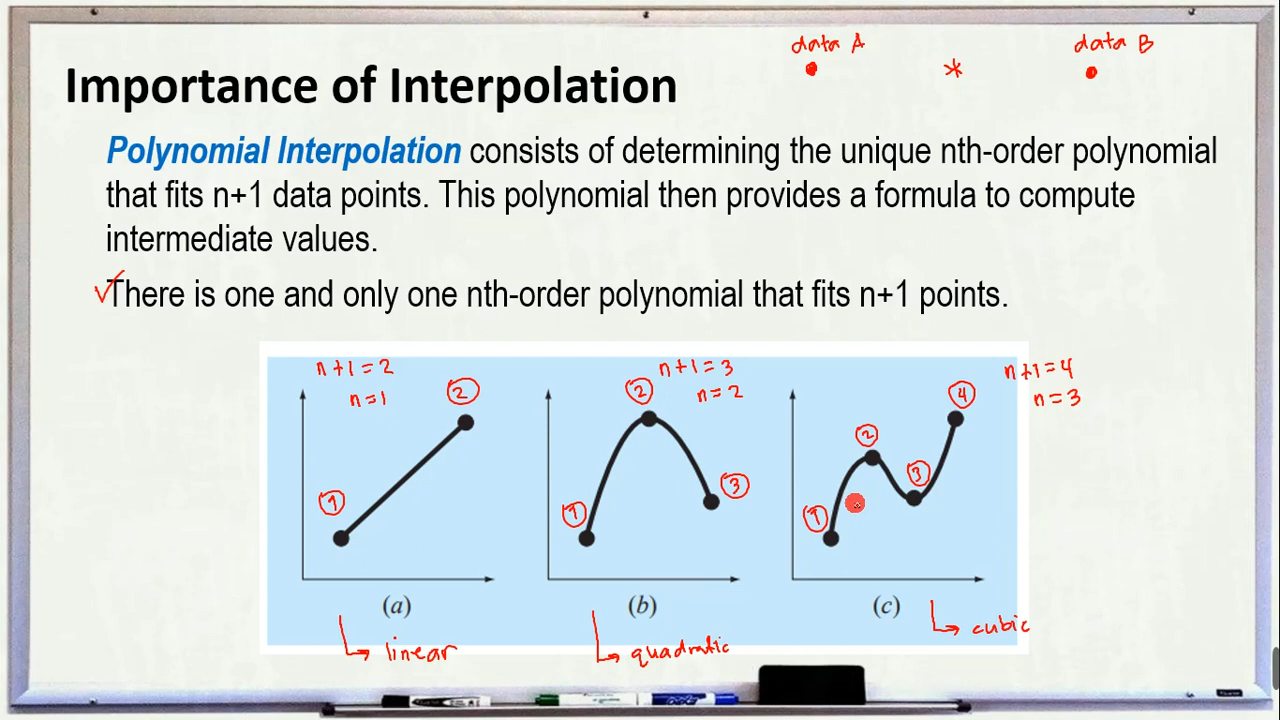 data A
data B
*
Importance of Interpolation
Polynomial Interpolation consists of determining the unique nth-order polynomial
that fits n+1 data points. This polynomial then provides a formula to compute
intermediate values.
✓There is one and only one nth-order polynomial that fits n+1 points.
n+1=2
n=1
1
2
(a)
linear
n+1=3
n=2
1
2
3
(b)
quadratic
n+1=4
n=3
1
2
3
4
(c)
cubic